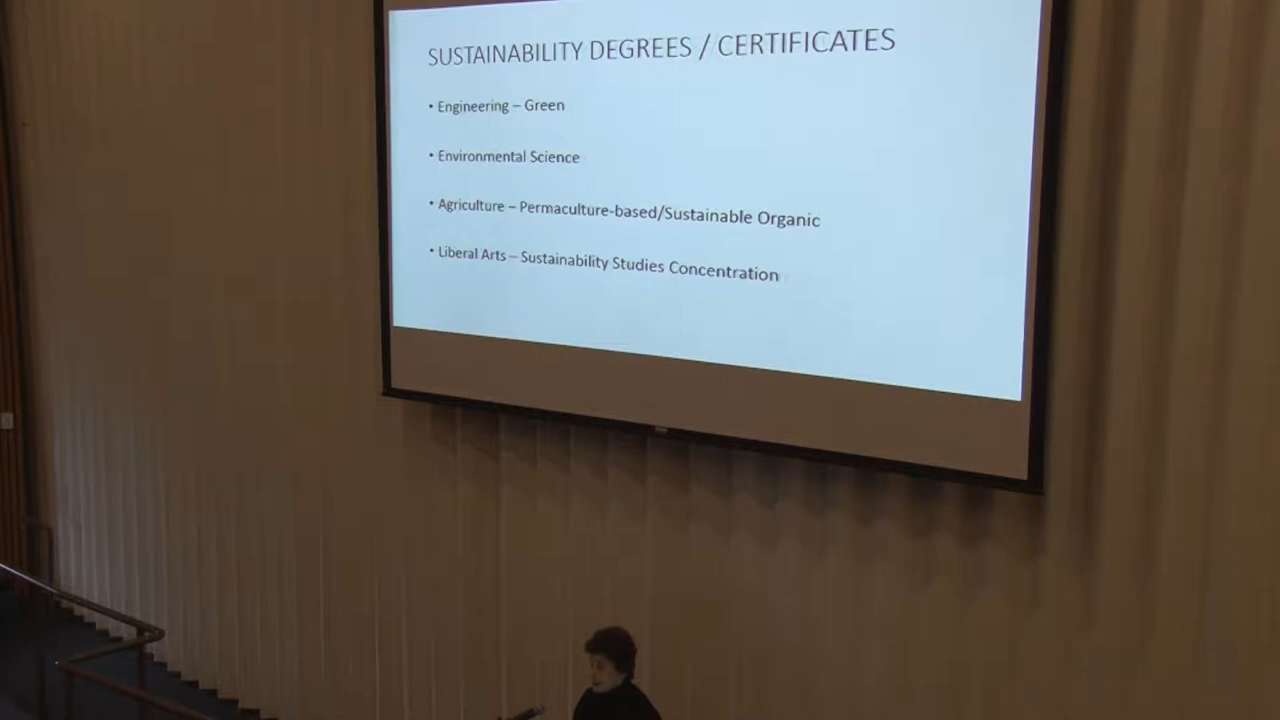 SUSTAINABILITY DEGREES / CERTIFICATES
• Engineering – Green
• Environmental Science
• Agriculture – Permaculture-based/Sustainable Organic
• Liberal Arts – Sustainability Studies Concentration